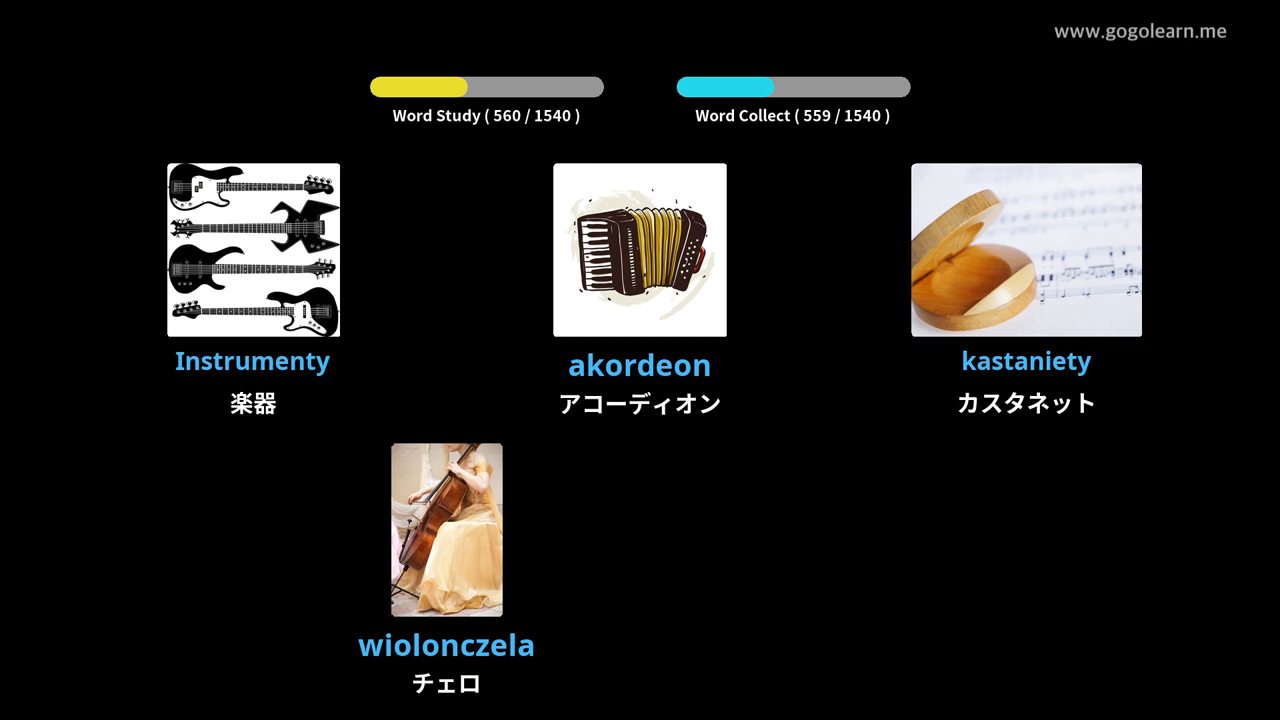 www.gogolearn.me
Word Study ( 560 / 1540 )
Word Collect ( 559 / 1540 )
Instrumenty
楽器
akordeon
アコーディオン
kastaniety
カスタネット
wiolonczela
チェロ